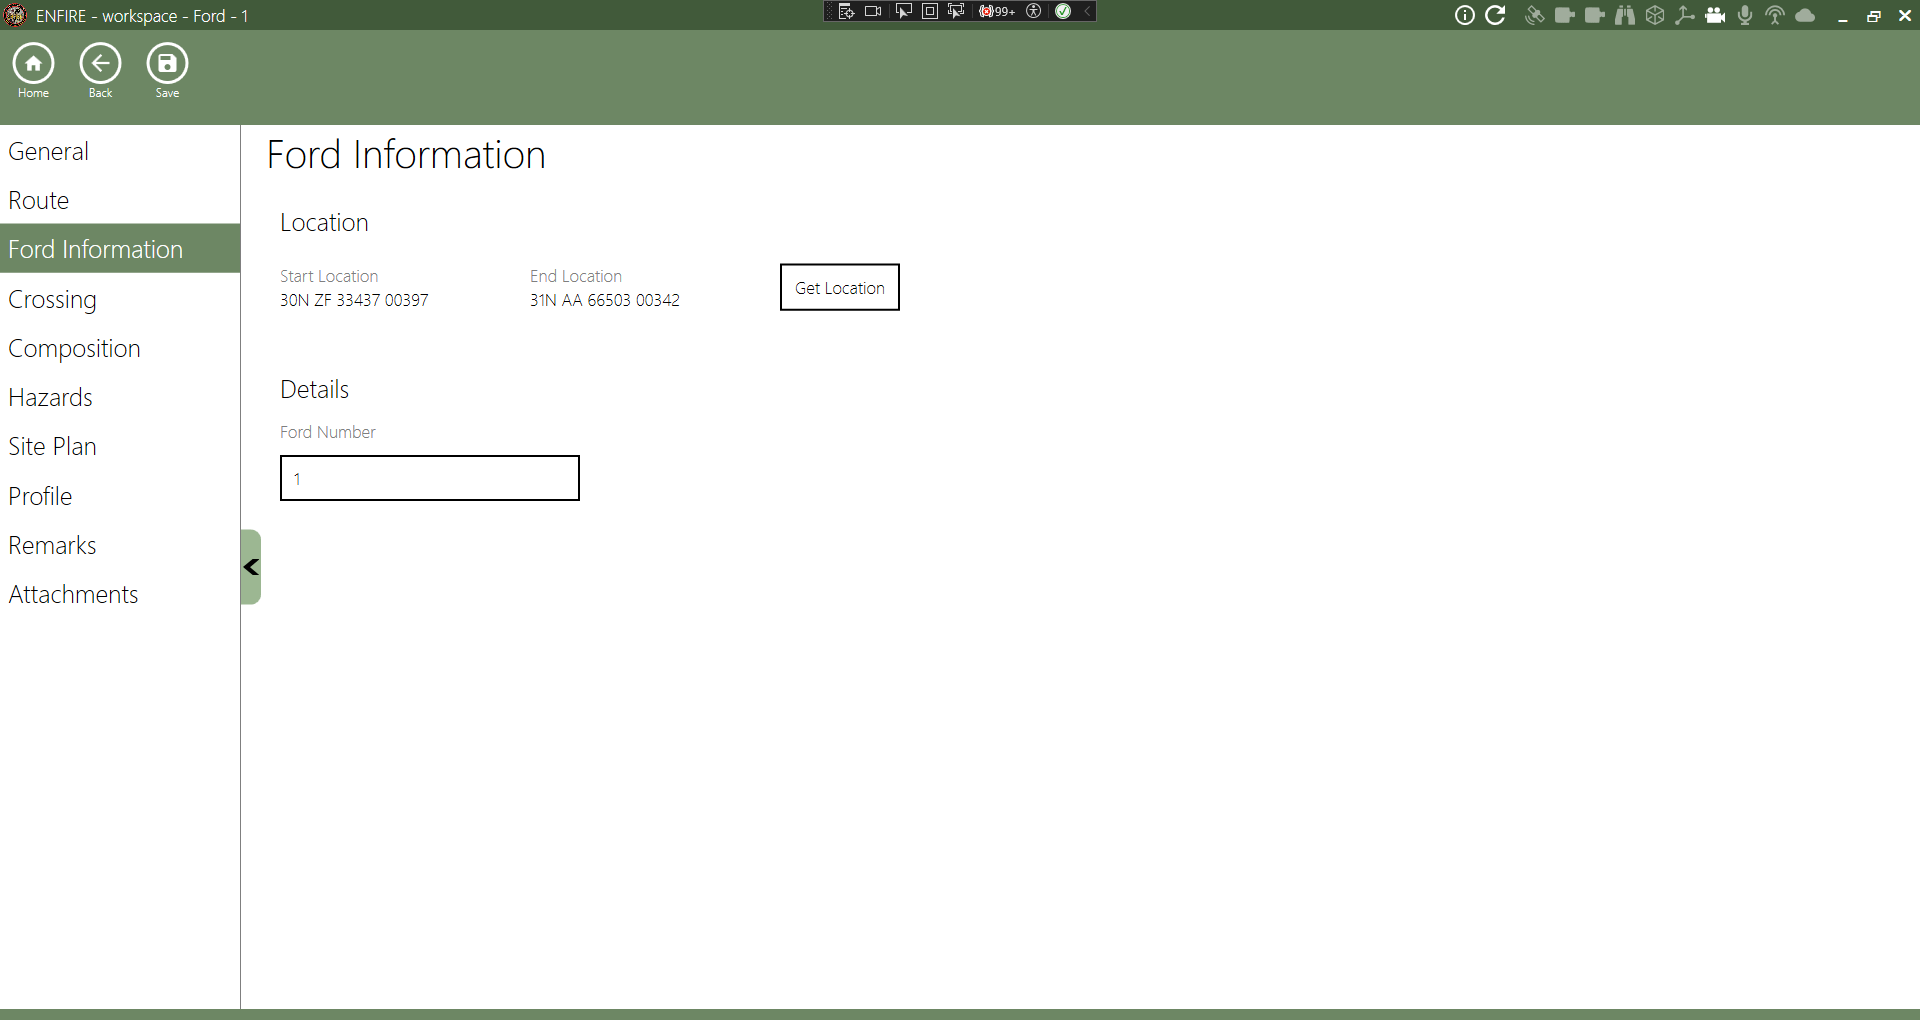 ENFIRE - workspace - Ford - 1
99+
Home
Back
Save
General
Route
Ford Information
Crossing
Composition
Hazards
Site Plan
Profile
Remarks
Attachments
Ford Information
Location
Start Location
30N ZF 33437 00397
End Location
31N AA 66503 00342
Get Location
Details
Ford Number
1